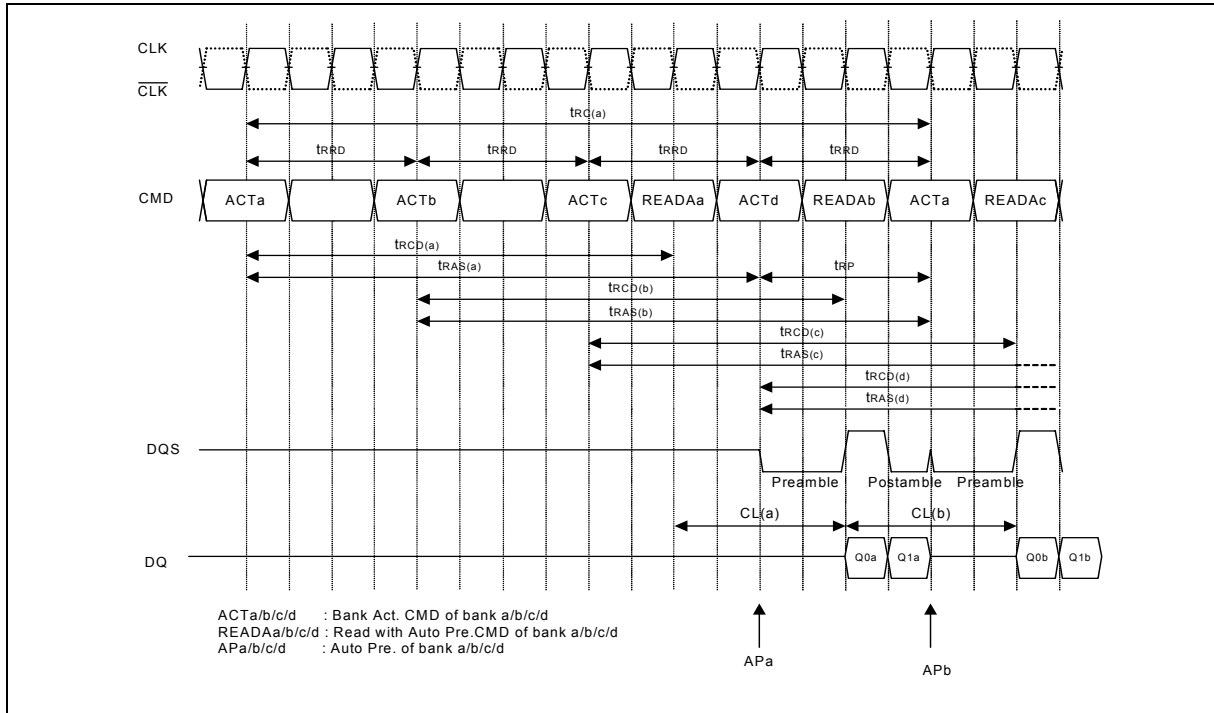 CLK
CLK
tRC(a)
tRRD tRRD tRRD tRRD
CMD ACTa ACTb ACTc READAa ACTd READAb ACTa READAc
tRCD(a)
tRAS(a) tRP
tRCD(b)
tRAS(b)
tRCD(c)
tRAS(c)
tRCD(d)
tRAS(d)
DQS
Preamble Postamble Preamble
CL(a) CL(b)
DQ Q0a Q1a Q0b Q1b
ACTa/b/c/d : Bank Act. CMD of bank a/b/c/d
READAa/b/c/d : Read with Auto Pre.CMD of bank a/b/c/d
APa/b/c/d : Auto Pre. of bank a/b/c/d
APa APb